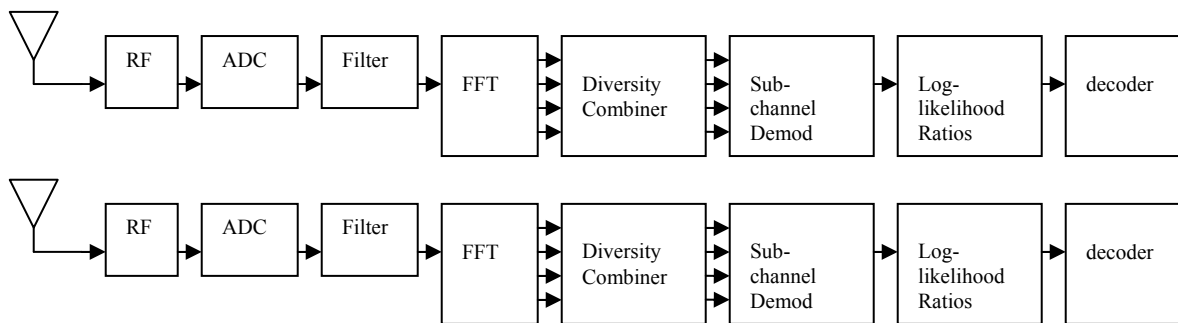 RF
ADC
Filter
FFT
Diversity
Combiner
Sub-
channel
Demod
Log-
likelihood
Ratios
decoder
RF
ADC
Filter
FFT
Diversity
Combiner
Sub-
channel
Demod
Log-
likelihood
Ratios
decoder